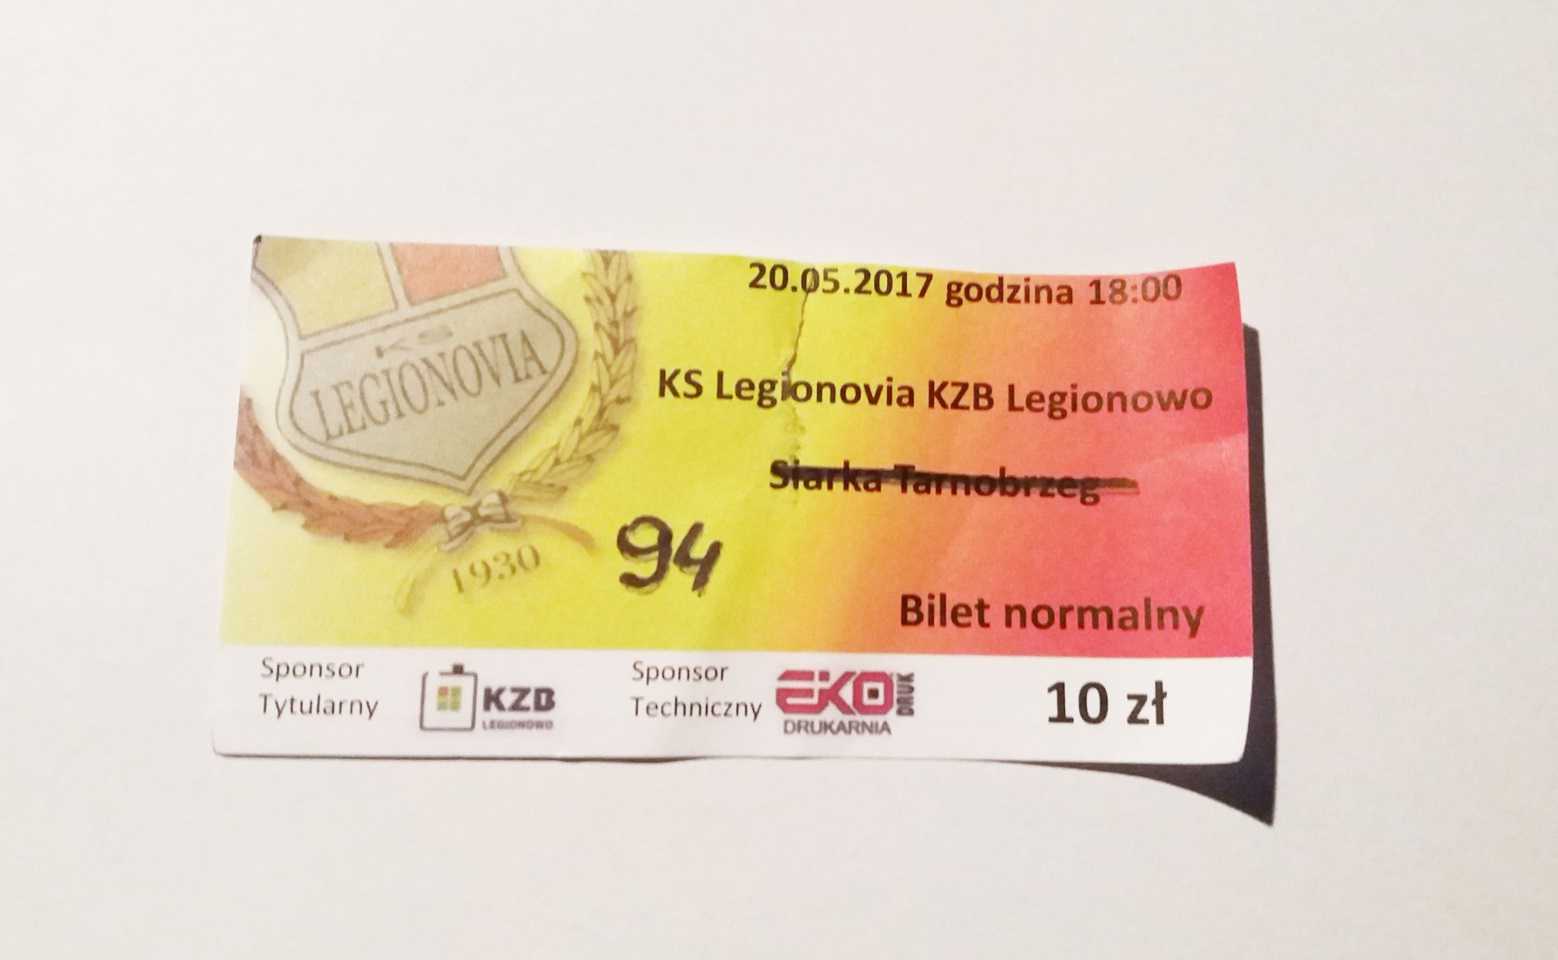 KS
LEGIONOVIA
1930
20.05.2017 godzina 18:00
KS Legionovia KZB Legionowo
Siarka Tarnobrzeg
94
Bilet normalny
Sponsor
Tytularny
KZB
LEGIONOWO
Sponsor
Techniczny
EKO DRUK
DRUKARNIA
10 zł